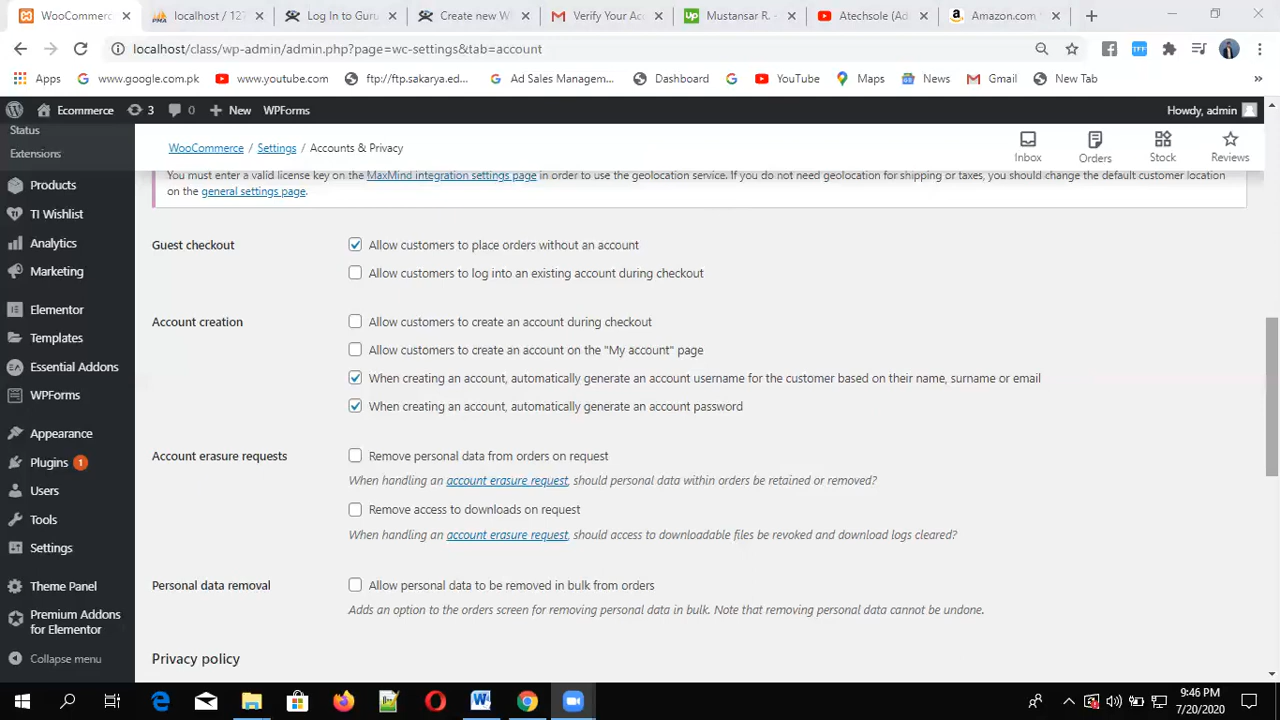 WooCommerce
localhost / 127
Log In to Guru
Create new W
Verify Your Acc
Mustansar R. -
Atensole (Ad
Amazon.com
localhost/class/wp-admin/admin.php?page=wc-settings&tab=account
Apps
www.google.com.pk
www.youtube.com
ftp://ftp.sakarya.ed...
Ad Sales Managem...
Dashboard
YouTube
Maps
News
Gmail
New Tab
»
Ecommerce
3
0
New
WPForms
Howdy, admin
Status
Extensions
Products
TI Wishlist
Analytics
Marketing
Elementor
Templates
Essential Addons
WPForms
Appearance
Plugins 1
Users
Tools
Settings
Theme Panel
Premium Addons
for Elementor
Collapse menu
WooCommerce / Settings / Accounts & Privacy
Inbox
Orders
Stock
Reviews
You must enter a valid license key on the MaxMind integration settings page in order to use the geolocation service. If you do not need geolocation for shipping or taxes, you should change the default customer location
on the general settings page.
Guest checkout
Allow customers to place orders without an account
Allow customers to log into an existing account during checkout
Account creation
Allow customers to create an account during checkout
Allow customers to create an account on the "My account" page
When creating an account, automatically generate an account username for the customer based on their name, surname or email
When creating an account, automatically generate an account password
Account erasure requests
Remove personal data from orders on request
When handling an account erasure request, should personal data within orders be retained or removed?
Remove access to downloads on request
When handling an account erasure request, should access to downloadable files be revoked and download logs cleared?
Personal data removal
Allow personal data to be removed in bulk from orders
Adds an option to the orders screen for removing personal data in bulk. Note that removing personal data cannot be undone.
Privacy policy
9:46 PM
7/20/2020